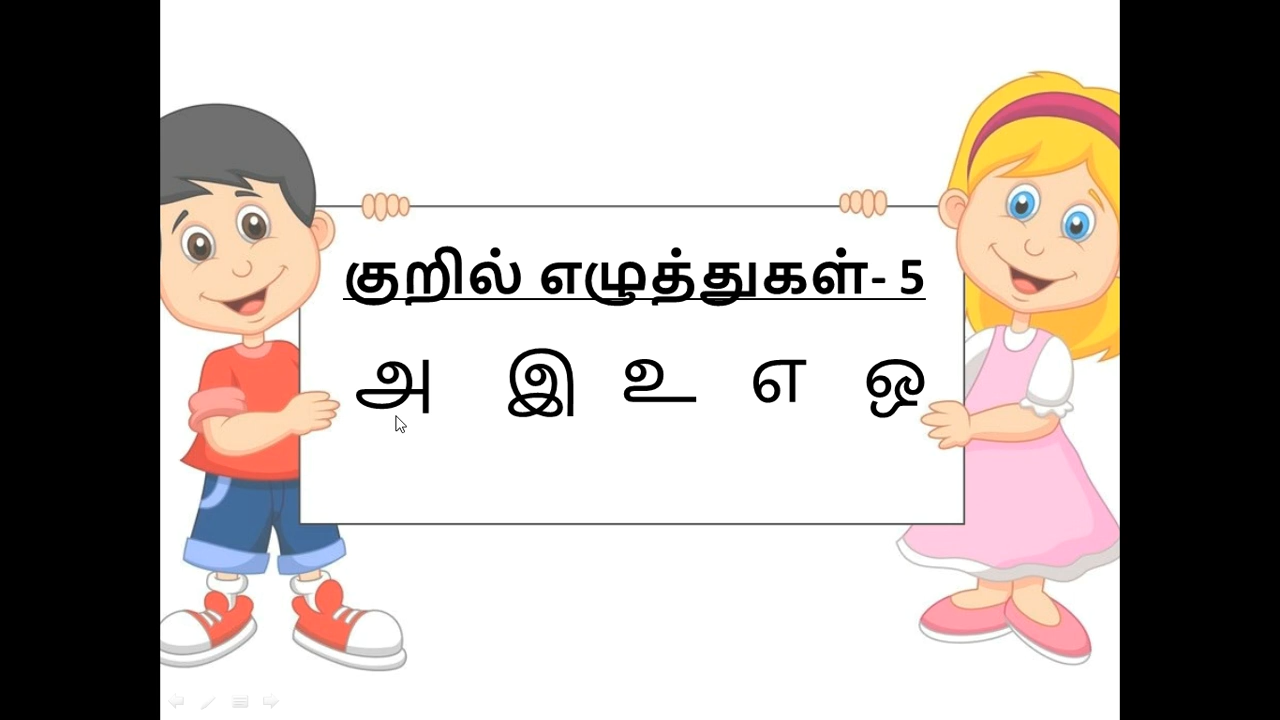 குறில் எழுத்துகள்- 5
அ இ உ எ ஒ